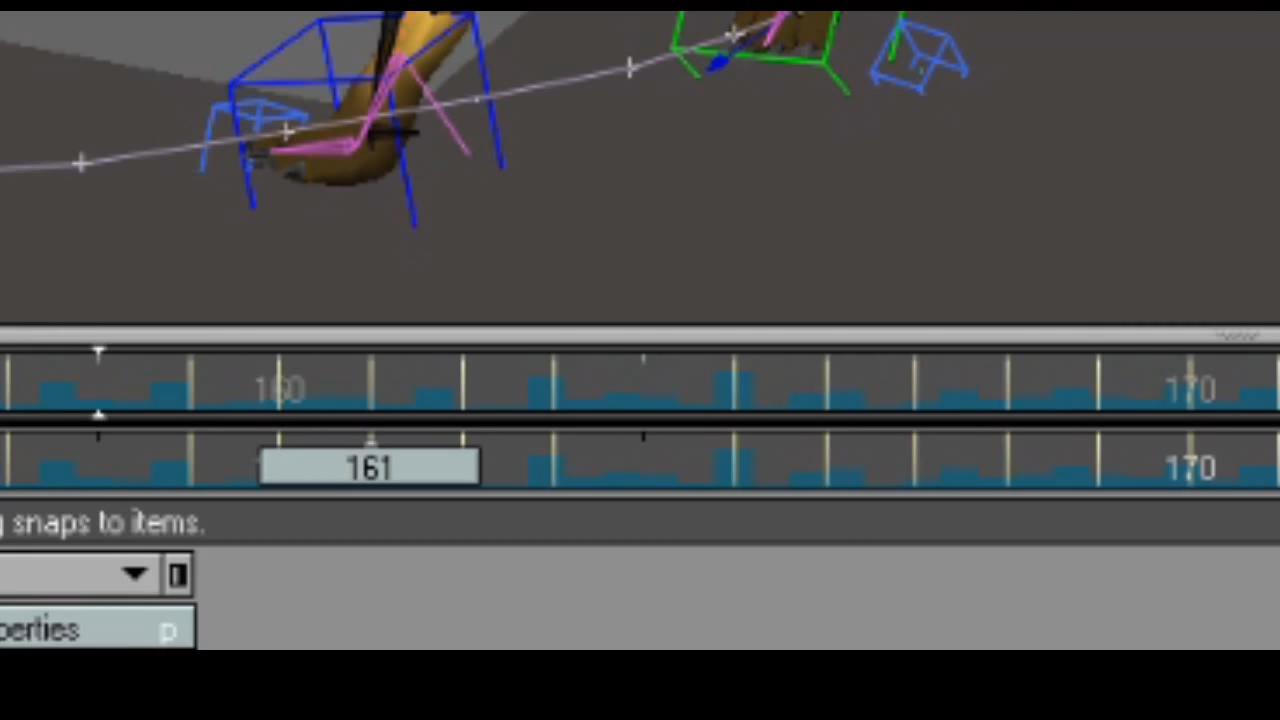 160 170
161 170
g snaps to items.
perties p